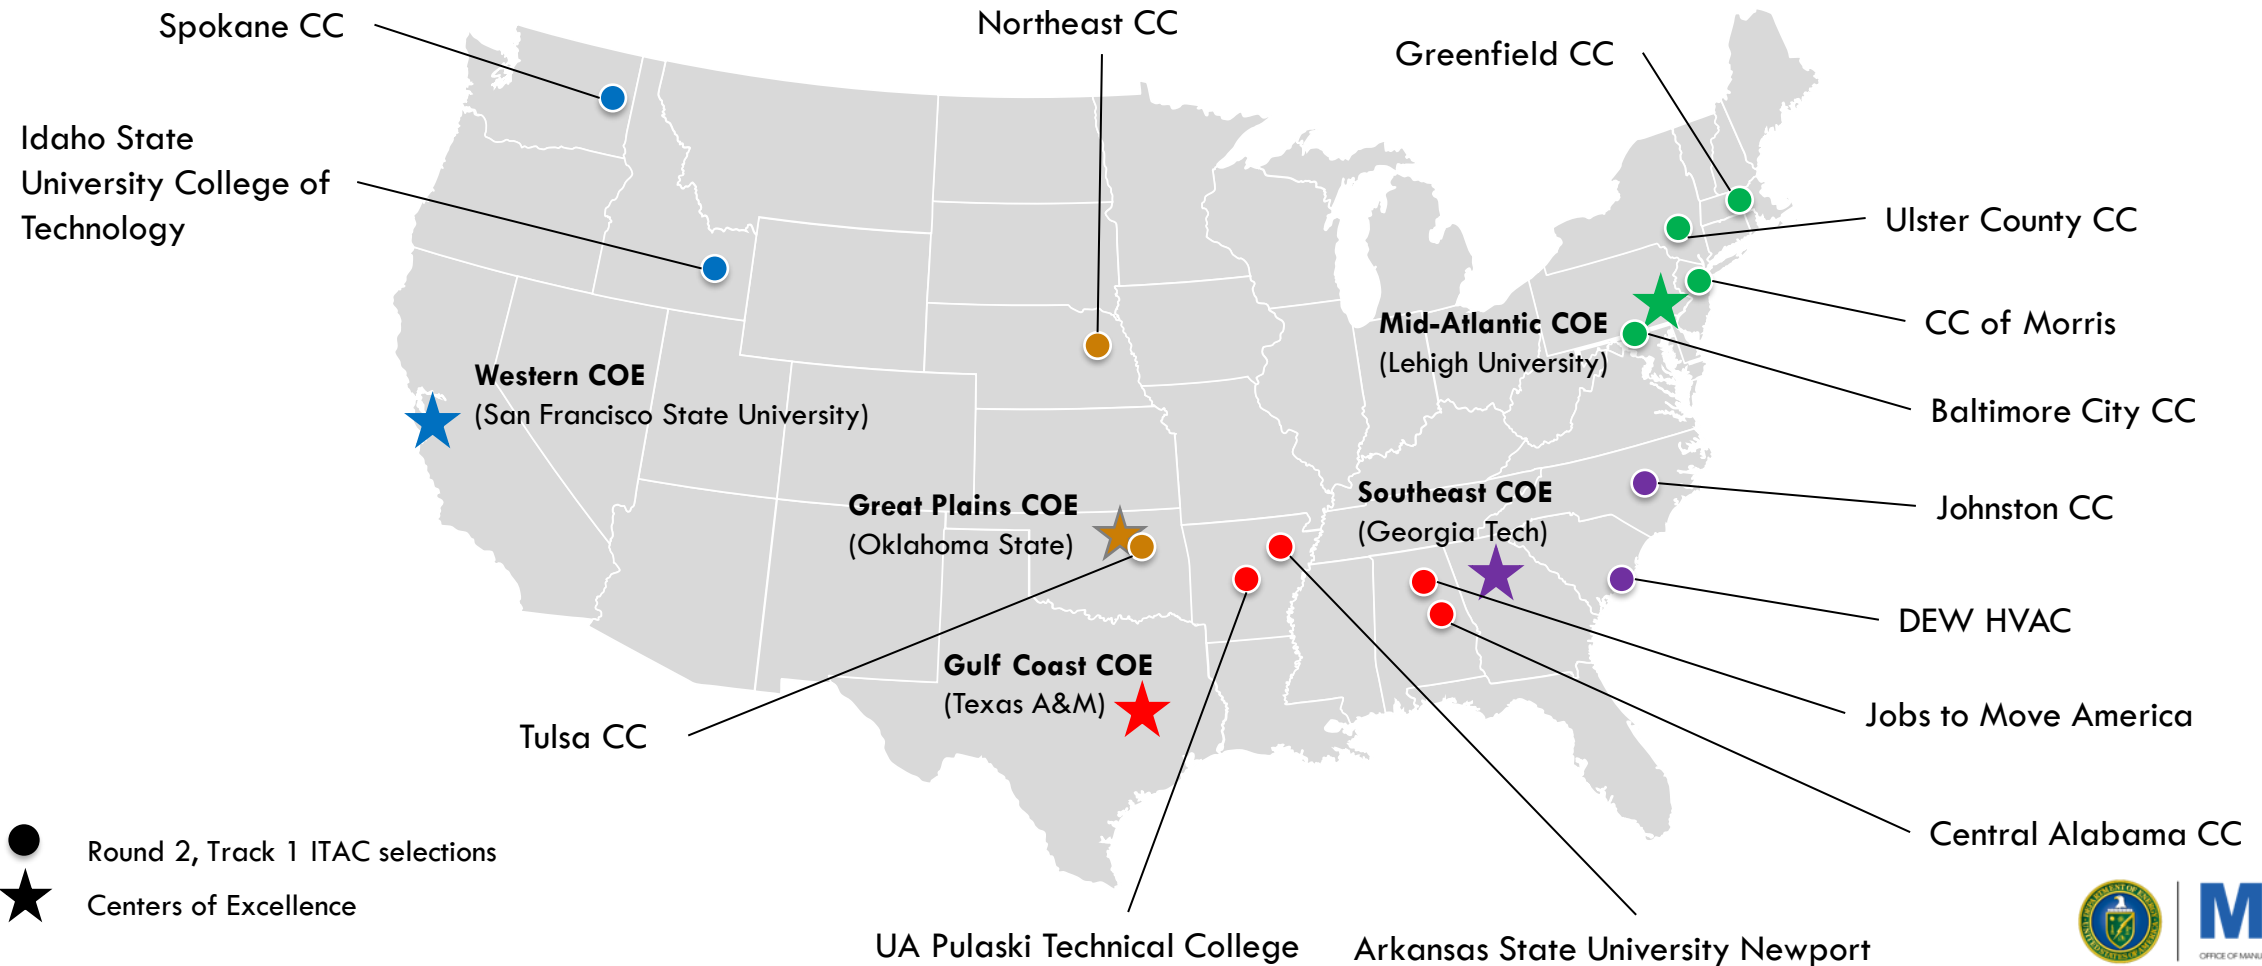 Spokane CC
Northeast CC
Greenfield CC
Idaho State
University College of
Technology
Ulster County CC
CC of Morris
Mid-Atlantic COE
(Lehigh University)
Western COE
(San Francisco State University)
Baltimore City CC
Great Plains COE
(Oklahoma State)
Southeast COE
(Georgia Tech)
Johnston CC
DEW HVAC
Gulf Coast COE
(Texas A&M)
Jobs to Move America
Tulsa CC
Central Alabama CC
Round 2, Track 1 ITAC selections
Centers of Excellence
UA Pulaski Technical College
Arkansas State University Newport
M
OFFICE OF